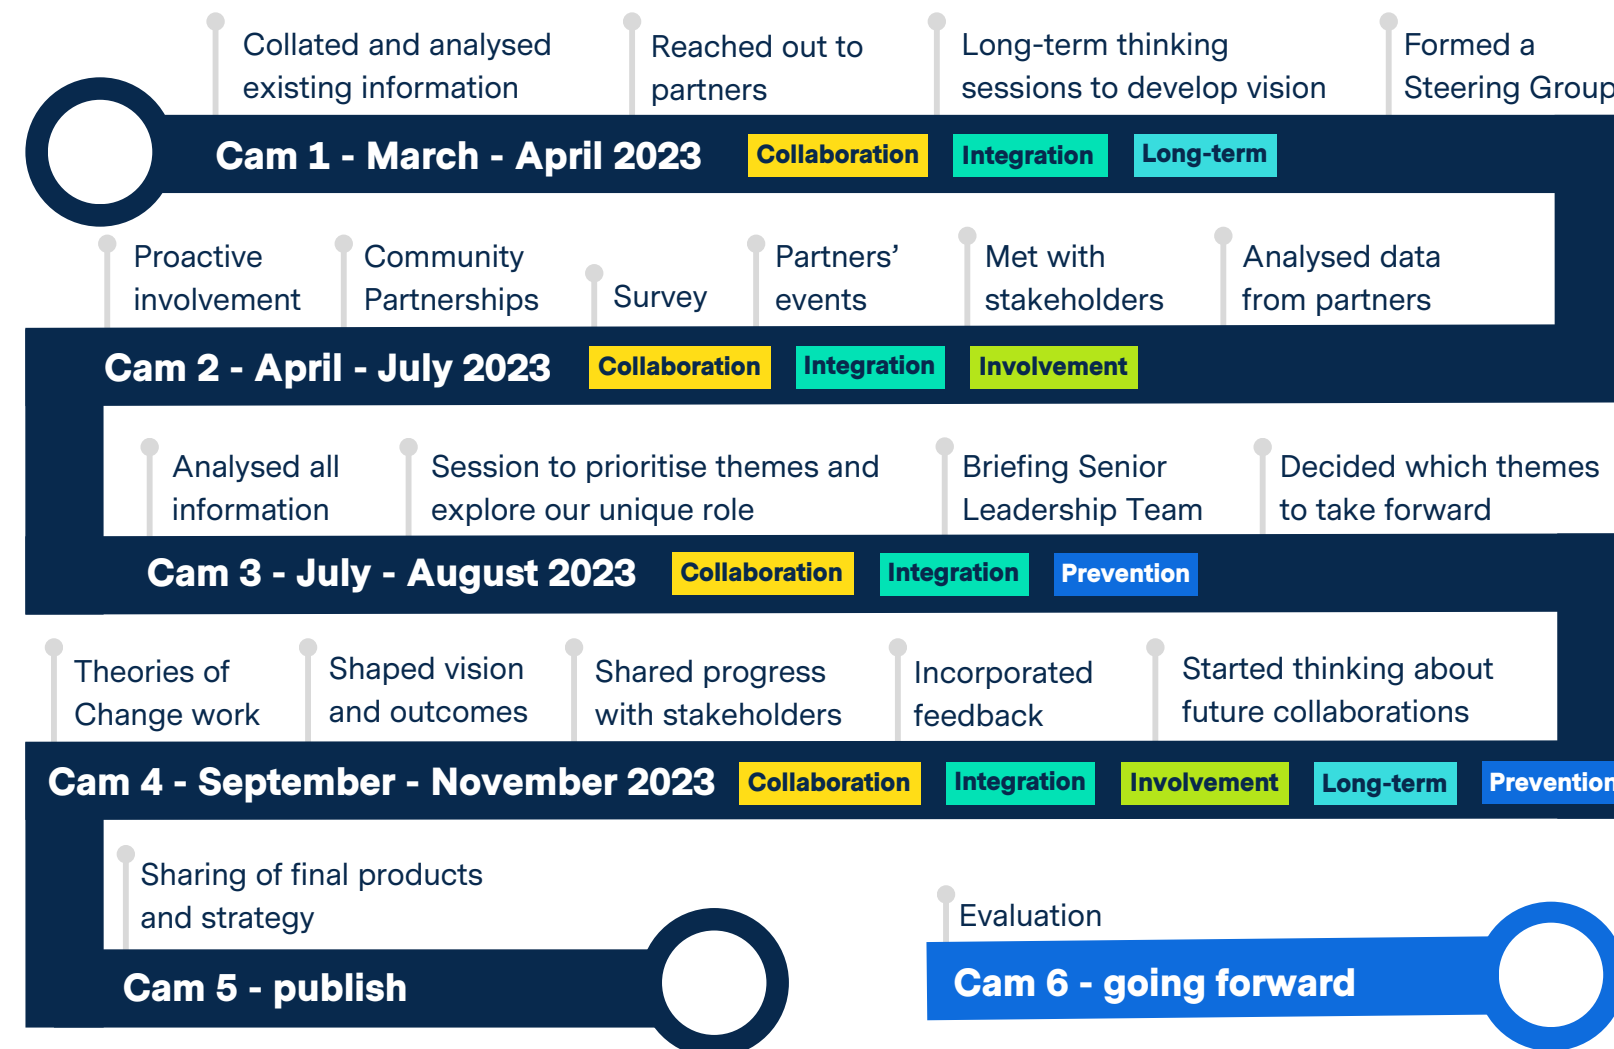 Collated and analysed
existing information
Reached out to
partners
Long-term thinking
sessions to develop vision
Formed a
Steering Group
Cam 1 - March - April 2023
Collaboration
Integration
Long-term
Proactive
involvement
Community
Partnerships
Survey
Partners’
events
Met with
stakeholders
Analysed data
from partners
Cam 2 - April - July 2023
Collaboration
Integration
Involvement
Analysed all
information
Session to prioritise themes and
explore our unique role
Briefing Senior
Leadership Team
Decided which themes
to take forward
Cam 3 - July - August 2023
Collaboration
Integration
Prevention
Theories of
Change work
Shaped vision
and outcomes
Shared progress
with stakeholders
Incorporated
feedback
Started thinking about
future collaborations
Cam 4 - September - November 2023
Collaboration
Integration
Involvement
Long-term
Prevention
Sharing of final products
and strategy
Cam 5 - publish
Evaluation
Cam 6 - going forward